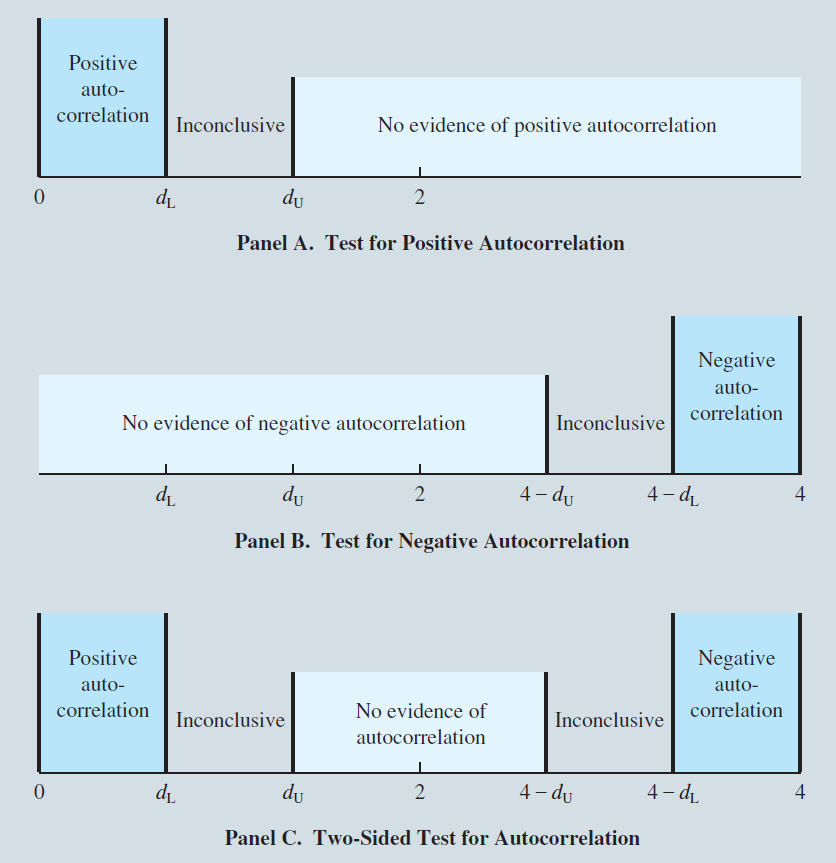 Positive
auto-
correlation
Inconclusive
No evidence of positive autocorrelation
0 dL dU 2
Panel A. Test for Positive Autocorrelation
Negative
auto-
correlation
No evidence of negative autocorrelation
Inconclusive
dL dU 2 4 – dU 4 – dL 4
Panel B. Test for Negative Autocorrelation
Positive
auto-
correlation
Inconclusive
No evidence of
autocorrelation
Inconclusive
Negative
auto-
correlation
0 dL dU 2 4 – dU 4 – dL 4
Panel C. Two-Sided Test for Autocorrelation